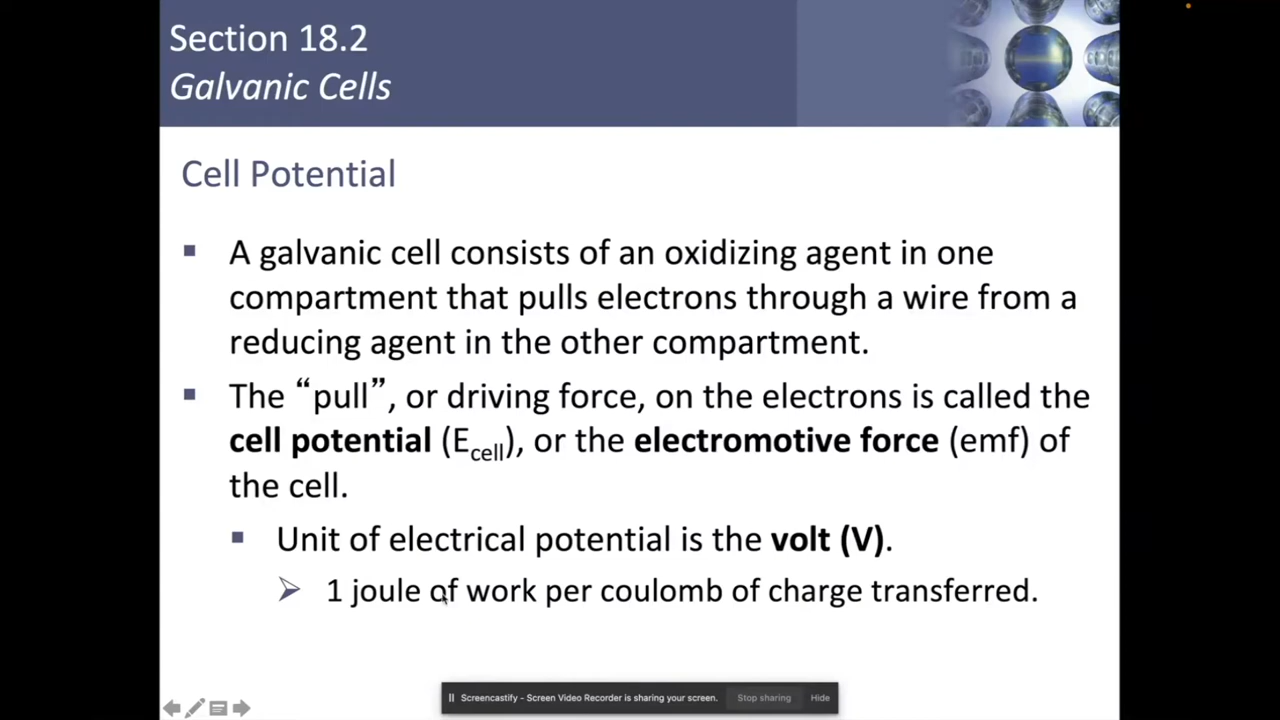 Section 18.2
Galvanic Cells
Cell Potential
A galvanic cell consists of an oxidizing agent in one
compartment that pulls electrons through a wire from a
reducing agent in the other compartment.
The “pull”, or driving force, on the electrons is called the
cell potential (Ecell), or the electromotive force (emf) of
the cell.
Unit of electrical potential is the volt (V).
1 joule of work per coulomb of charge transferred.
Screencastify - Screen Video Recorder is sharing your screen. Stop sharing Hide